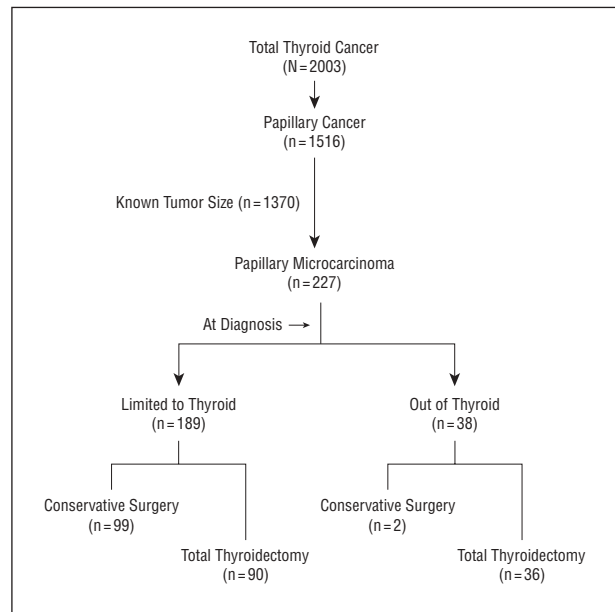 Total Thyroid Cancer
(N = 2003)
Papillary Cancer
(n = 1516)
Known Tumor Size (n = 1370)
Papillary Microcarcinoma
(n = 227)
At Diagnosis →
Limited to Thyroid
(n = 189)
Out of Thyroid
(n = 38)
Conservative Surgery
(n = 99)
Total Thyroidectomy
(n = 90)
Conservative Surgery
(n = 2)
Total Thyroidectomy
(n = 36)